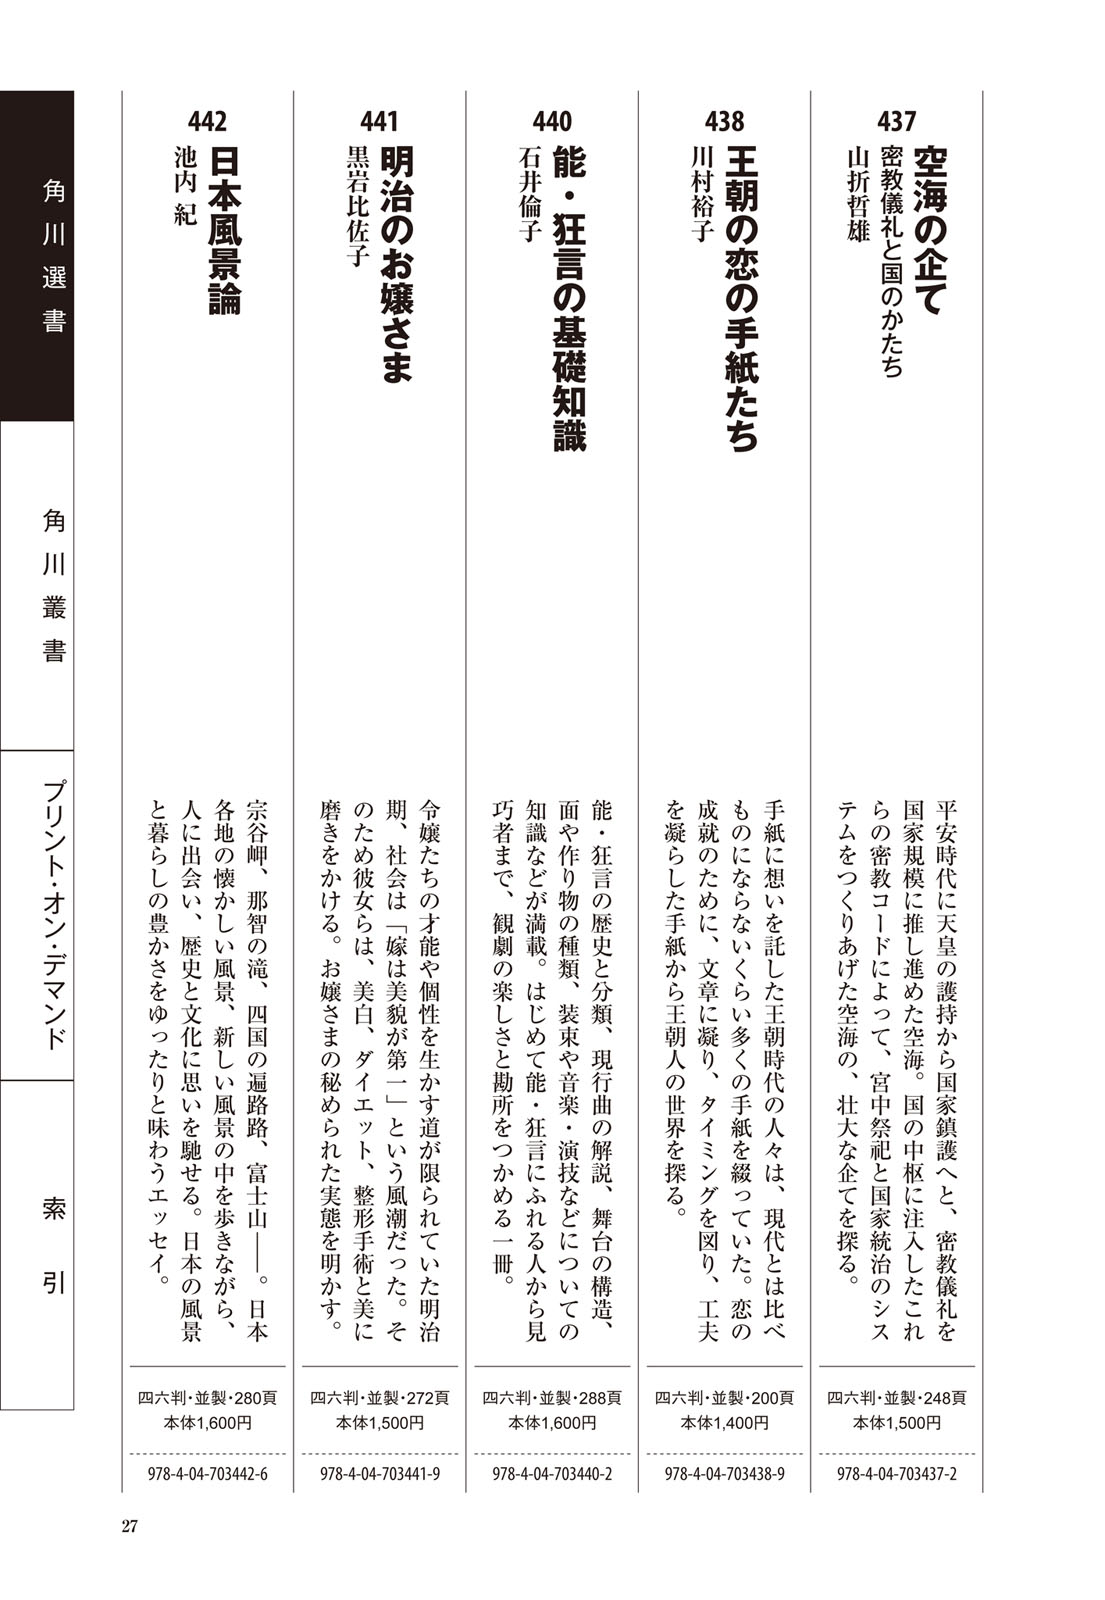 437
空海の企て
密教儀礼と国のかたち
山折哲雄
平安時代に天皇の護持から国家鎮護へと、密教儀礼を
国家規模に推し進めた空海。国の中枢に注入したこれ
らの密教コードによって、宮中祭祀と国家統治のシス
テムをつくりあげた空海の、壮大な企てを探る。
四六判・並製・248頁
本体1,500円
978-4-04-703437-2
438
王朝の恋の手紙たち
川村裕子
手紙に想いを託した王朝時代の人々は、現代とは比べ
ものにならないくらい多くの手紙を綴っていた。恋の
成就のために、文章に凝り、タイミングを図り、工夫
を凝らした手紙から王朝人の世界を探る。
四六判・並製・200頁
本体1,400円
978-4-04-703438-9
440
能・狂言の基礎知識
石井倫子
能・狂言の歴史と分類、現行曲の解説、舞台の構造、
面や作り物の種類、装束や音楽・演技などについての
知識などが満載。はじめて能・狂言にふれる人から見
巧者まで、観劇の楽しさと勘所をつかめる一冊。
四六判・並製・288頁
本体1,600円
978-4-04-703440-2
441
明治のお嬢さま
黒岩比佐子
令嬢たちの才能や個性を生かす道が限られていた明治
期、社会は「嫁は美貌が第一」という風潮だった。そ
のため彼女らは、美白、ダイエット、整形手術と美に
磨きをかける。お嬢さまの秘められた実態を明かす。
四六判・並製・272頁
本体1,500円
978-4-04-703441-9
442
日本風景論
池内 紀
宗谷岬、那智の滝、四国の遍路路、富士山――。日本
各地の懐かしい風景、新しい風景の中を歩きながら、
人に出会い、歴史と文化に思いを馳せる。日本の風景
と暮らしの豊かさをゆったりと味わうエッセイ。
四六判・並製・280頁
本体1,600円
978-4-04-703442-6
角川選書
角川叢書
プリント・オン・デマンド
索引
27